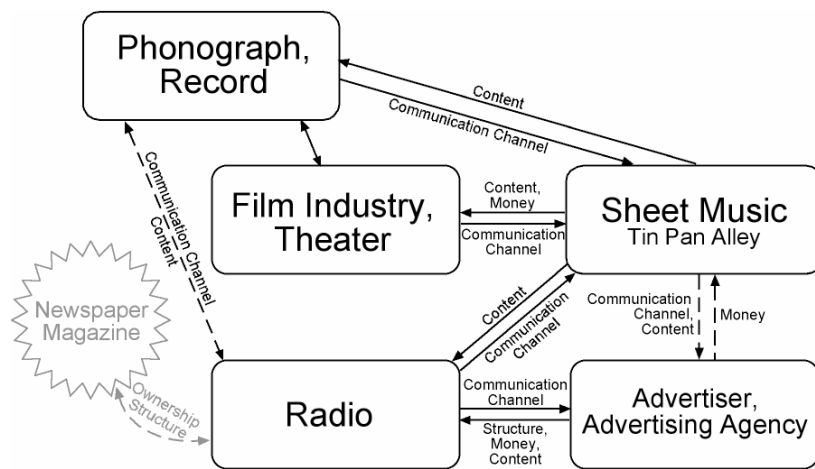 Phonograph,
Record
Content
Communication Channel
Communication Channel
Content
Film Industry,
Theater
Content,
Money
Communication
Channel
Sheet Music
Tin Pan Alley
Newspaper
Magazine
Content
Communication
Channel
Communication
Channel,
Content
Money
Ownership
Structure
Radio
Communication
Channel
Structure,
Money,
Content
Advertiser,
Advertising Agency